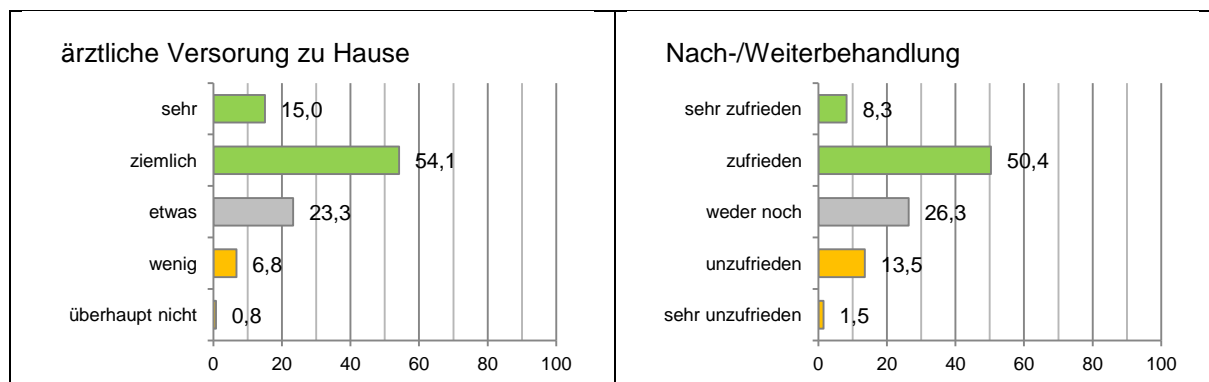 ärztliche Versorung zu Hause
sehr 15,0
ziemlich 54,1
etwas 23,3
wenig 6,8
überhaupt nicht 0,8
0 20 40 60 80 100
Nach-/Weiterbehandlung
sehr zufrieden 8,3
zufrieden 50,4
weder noch 26,3
unzufrieden 13,5
sehr unzufrieden 1,5
0 20 40 60 80 100